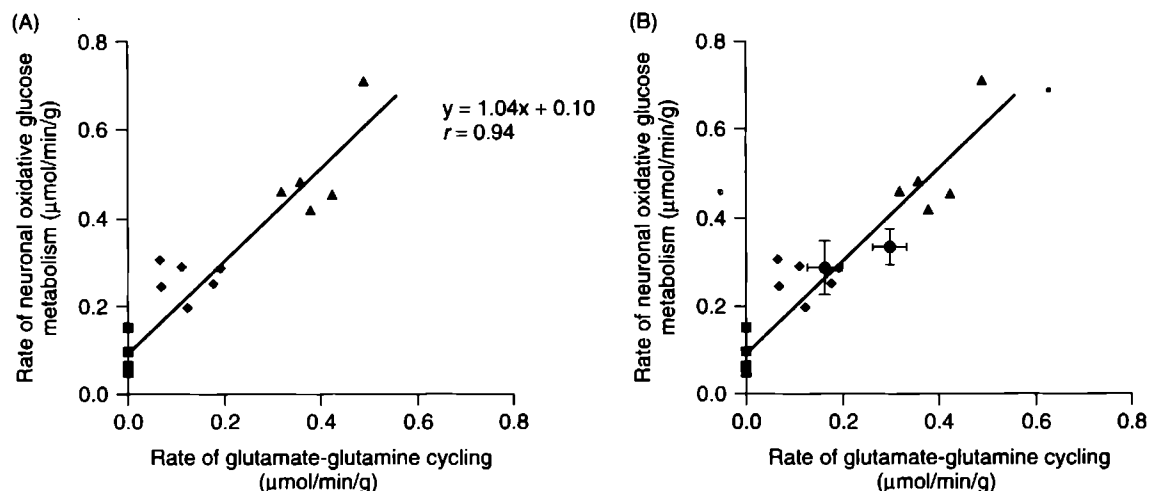 (A)
0.8
0.6
0.4
0.2
0.0
Rate of neuronal oxidative glucose
metabolism (μmol/min/g)
y = 1.04x + 0.10
r = 0.94
0.0 0.2 0.4 0.6 0.8
Rate of glutamate-glutamine cycling
(μmol/min/g)
(B)
0.8
0.6
0.4
0.2
0.0
Rate of neuronal oxidative glucose
metabolism (μmol/min/g)
0.0 0.2 0.4 0.6 0.8
Rate of glutamate-glutamine cycling
(μmol/min/g)